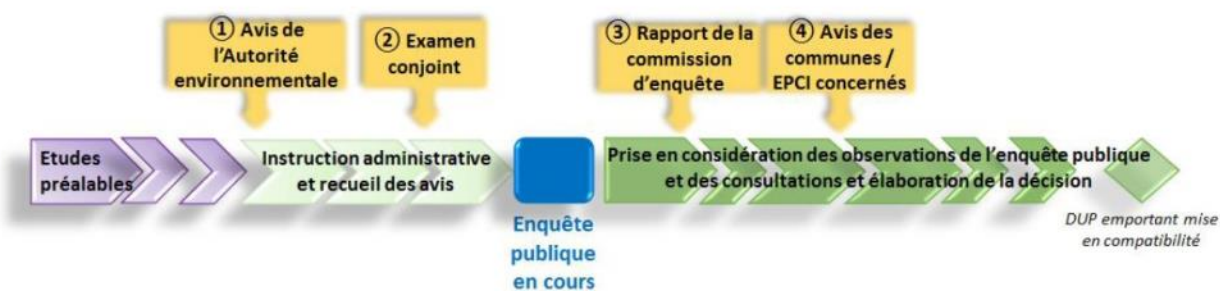 ① Avis de
l'Autorité
environnementale
② Examen
conjoint
③ Rapport de la
commission
d'enquête
④ Avis des
communes /
EPCI concernés
Etudes
préalables
Instruction administrative
et recueil des avis
Enquête
publique
en cours
Prise en considération des observations de l'enquête publique
et des consultations et élaboration de la décision
DUP emportant mise
en compatibilité